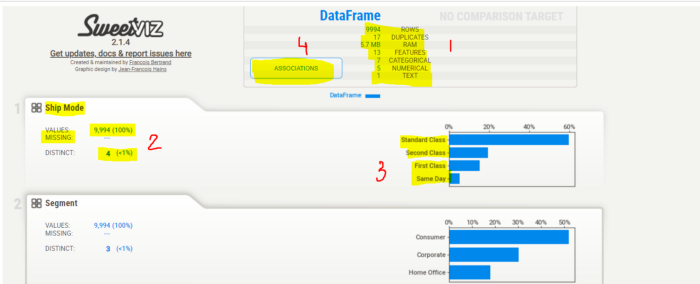 SweetVIZ
2.1.4
Get updates, docs & report issues here
Created & maintained by Francois Bertrand
Graphic design by Jean-Francois Hains
DataFrame
NO COMPARISON TARGET
9994 ROWS
17 DUPLICATES
5.7 MB RAM
13 FEATURES
7 CATEGORICAL
5 NUMERICAL
1 TEXT
4
1
ASSOCIATIONS
DataFrame
1 Ship Mode
VALUES: 9,994 (100%)
MISSING: ---
DISTINCT: 4 (<1%)
2
3
0% 20% 40% 60%
Standard Class
Second Class
First Class
Same Day
2 Segment
VALUES: 9,994 (100%)
MISSING: ---
DISTINCT: 3 (<1%)
0% 10% 20% 30% 40% 50%
Consumer
Corporate
Home Office